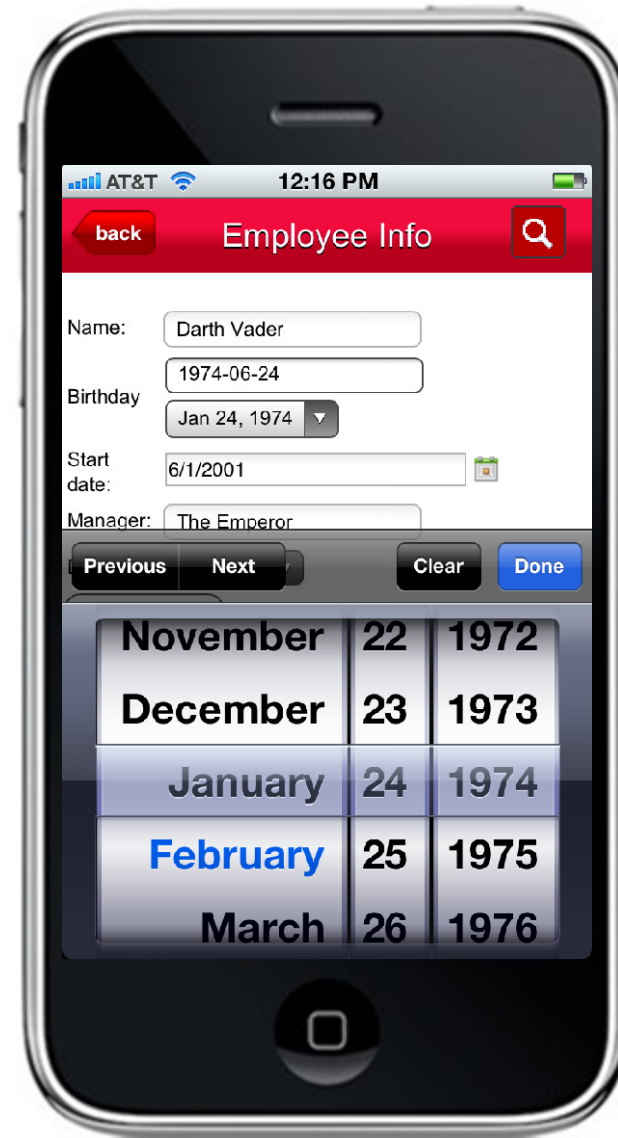 AT&T 12:16 PM
back Employee Info
Name: Darth Vader
1974-06-24
Birthday
Jan 24, 1974
Start
date: 6/1/2001
Manager: The Emperor
Previous Next Clear Done
November 22 1972
December 23 1973
January 24 1974
February 25 1975
March 26 1976